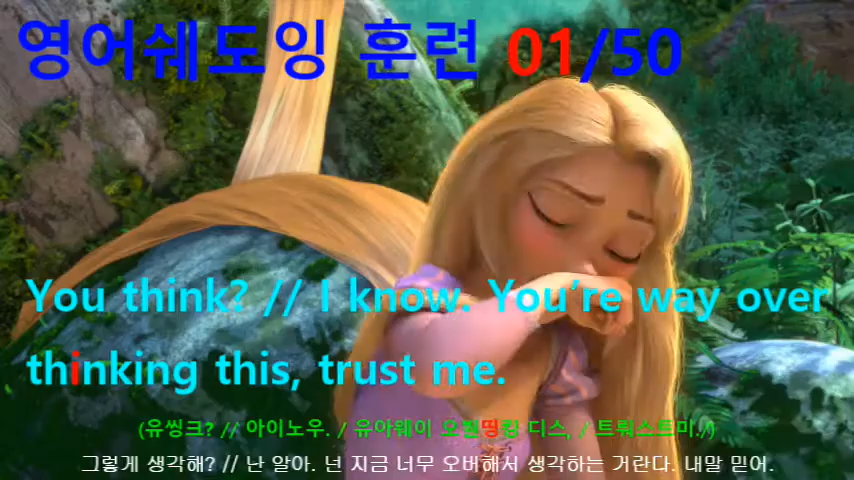 영어쉐도잉 훈련 01/50
You think? // I know. You're way over
thinking this, trust me.
(유씽크? // 아이노우. / 유아웨이 오벌띵킹 디스, / 트뤄스트미./)
그렇게 생각해? // 난 알아. 넌 지금 너무 오버해서 생각하는 거란다. 내말 믿어.